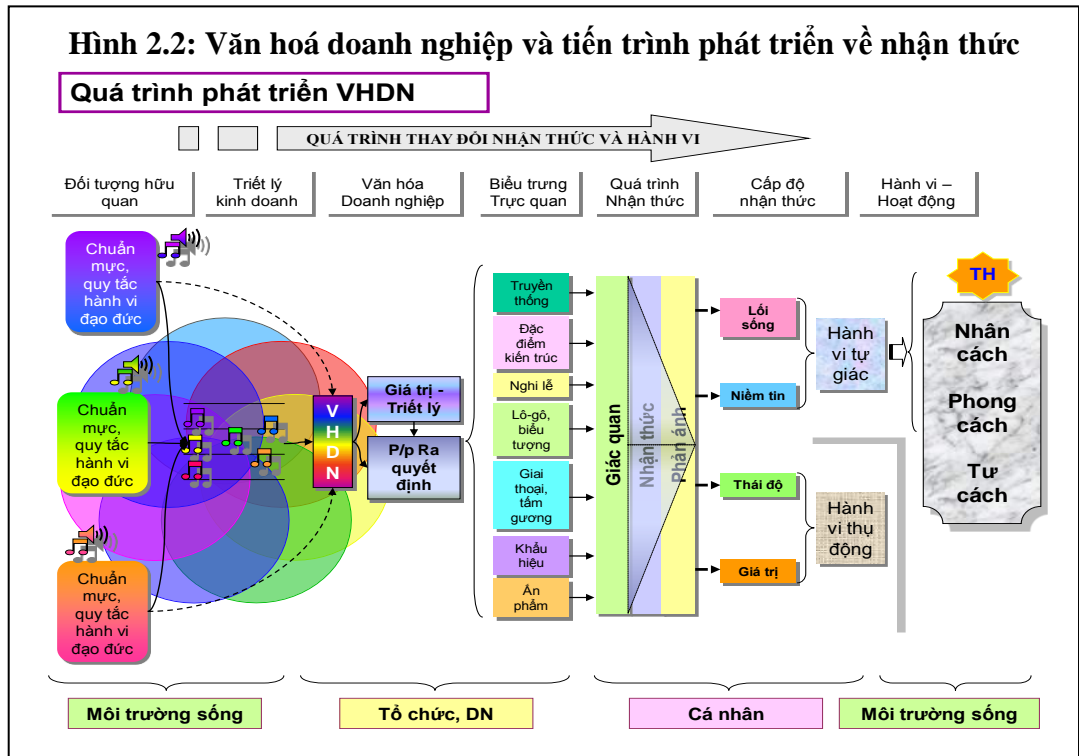 Hình 2.2: Văn hoá doanh nghiệp và tiến trình phát triển về nhận thức
Quá trình phát triển VHDN
QUÁ TRÌNH THAY ĐỔI NHẬN THỨC VÀ HÀNH VI
Đối tượng hữu
quan
Triết lý
kinh doanh
Văn hóa
Doanh nghiệp
Biểu trưng
Trực quan
Quá trình
Nhận thức
Cấp độ
nhận thức
Hành vi –
Hoạt động
Chuẩn
mực,
quy tắc
hành vi
đạo đức
Chuẩn
mực,
quy tắc
hành vi
đạo đức
Chuẩn
mực,
quy tắc
hành vi
đạo đức
V
H
D
N
Giá trị -
Triết lý
P/p Ra
quyết
định
Truyền
thống
Đặc
điểm
kiến trúc
Nghi lễ
Lô-gô,
biểu
tượng
Giai
thoại,
tấm
gương
Khẩu
hiệu
Ấn
phẩm
Giác quan
Nhận thức
Phản ánh
Lối
sống
Niềm tin
Thái độ
Giá trị
Hành
vi tự
giác
Hành
vi thụ
động
TH
Nhân
cách
Phong
cách
Tư
cách
Môi trường sống
Tổ chức, DN
Cá nhân
Môi trường sống